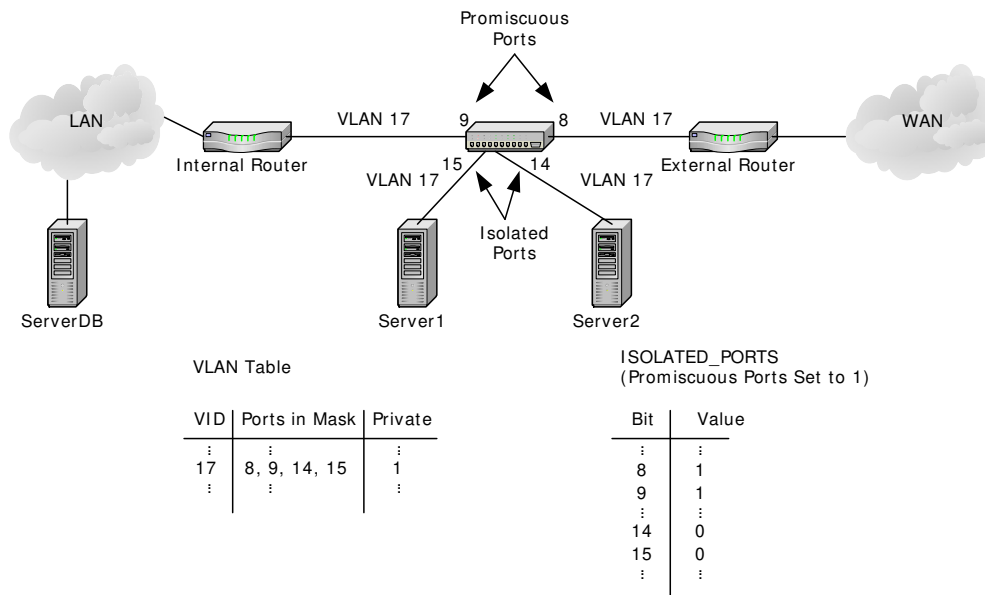 Promiscuous
Ports
LAN
VLAN 17
9
8
VLAN 17
WAN
Internal Router
External Router
15
14
VLAN 17
VLAN 17
Isolated
Ports
ServerDB
Server1
Server2
VLAN Table
ISOLATED_PORTS
(Promiscuous Ports Set to 1)
VID Ports in Mask Private
⋮ ⋮ ⋮
17 8, 9, 14, 15 1
⋮ ⋮ ⋮
Bit Value
⋮ ⋮
8 1
9 1
⋮ ⋮
14 0
15 0
⋮ ⋮